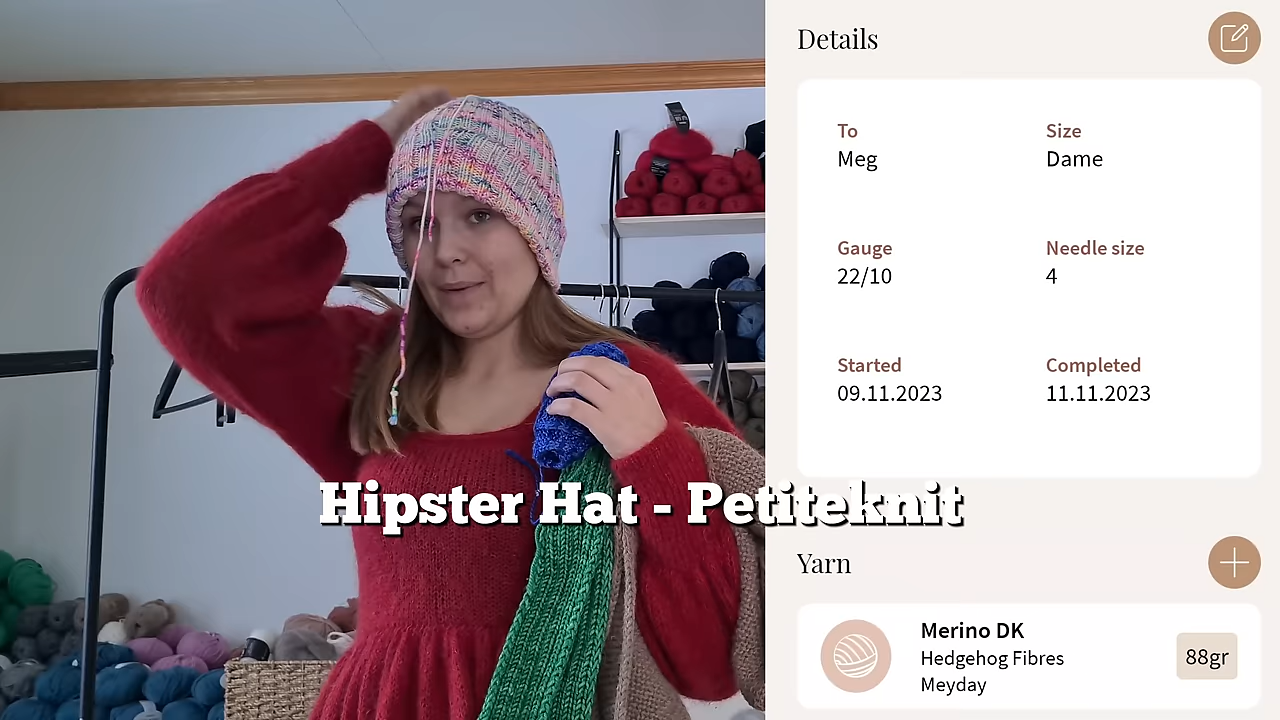 Details
To
Meg
Size
Dame
Gauge
22/10
Needle size
4
Started
09.11.2023
Completed
11.11.2023
Hipster Hat - Petiteknit
Yarn
Merino DK
Hedgehog Fibres
Meyday
88gr